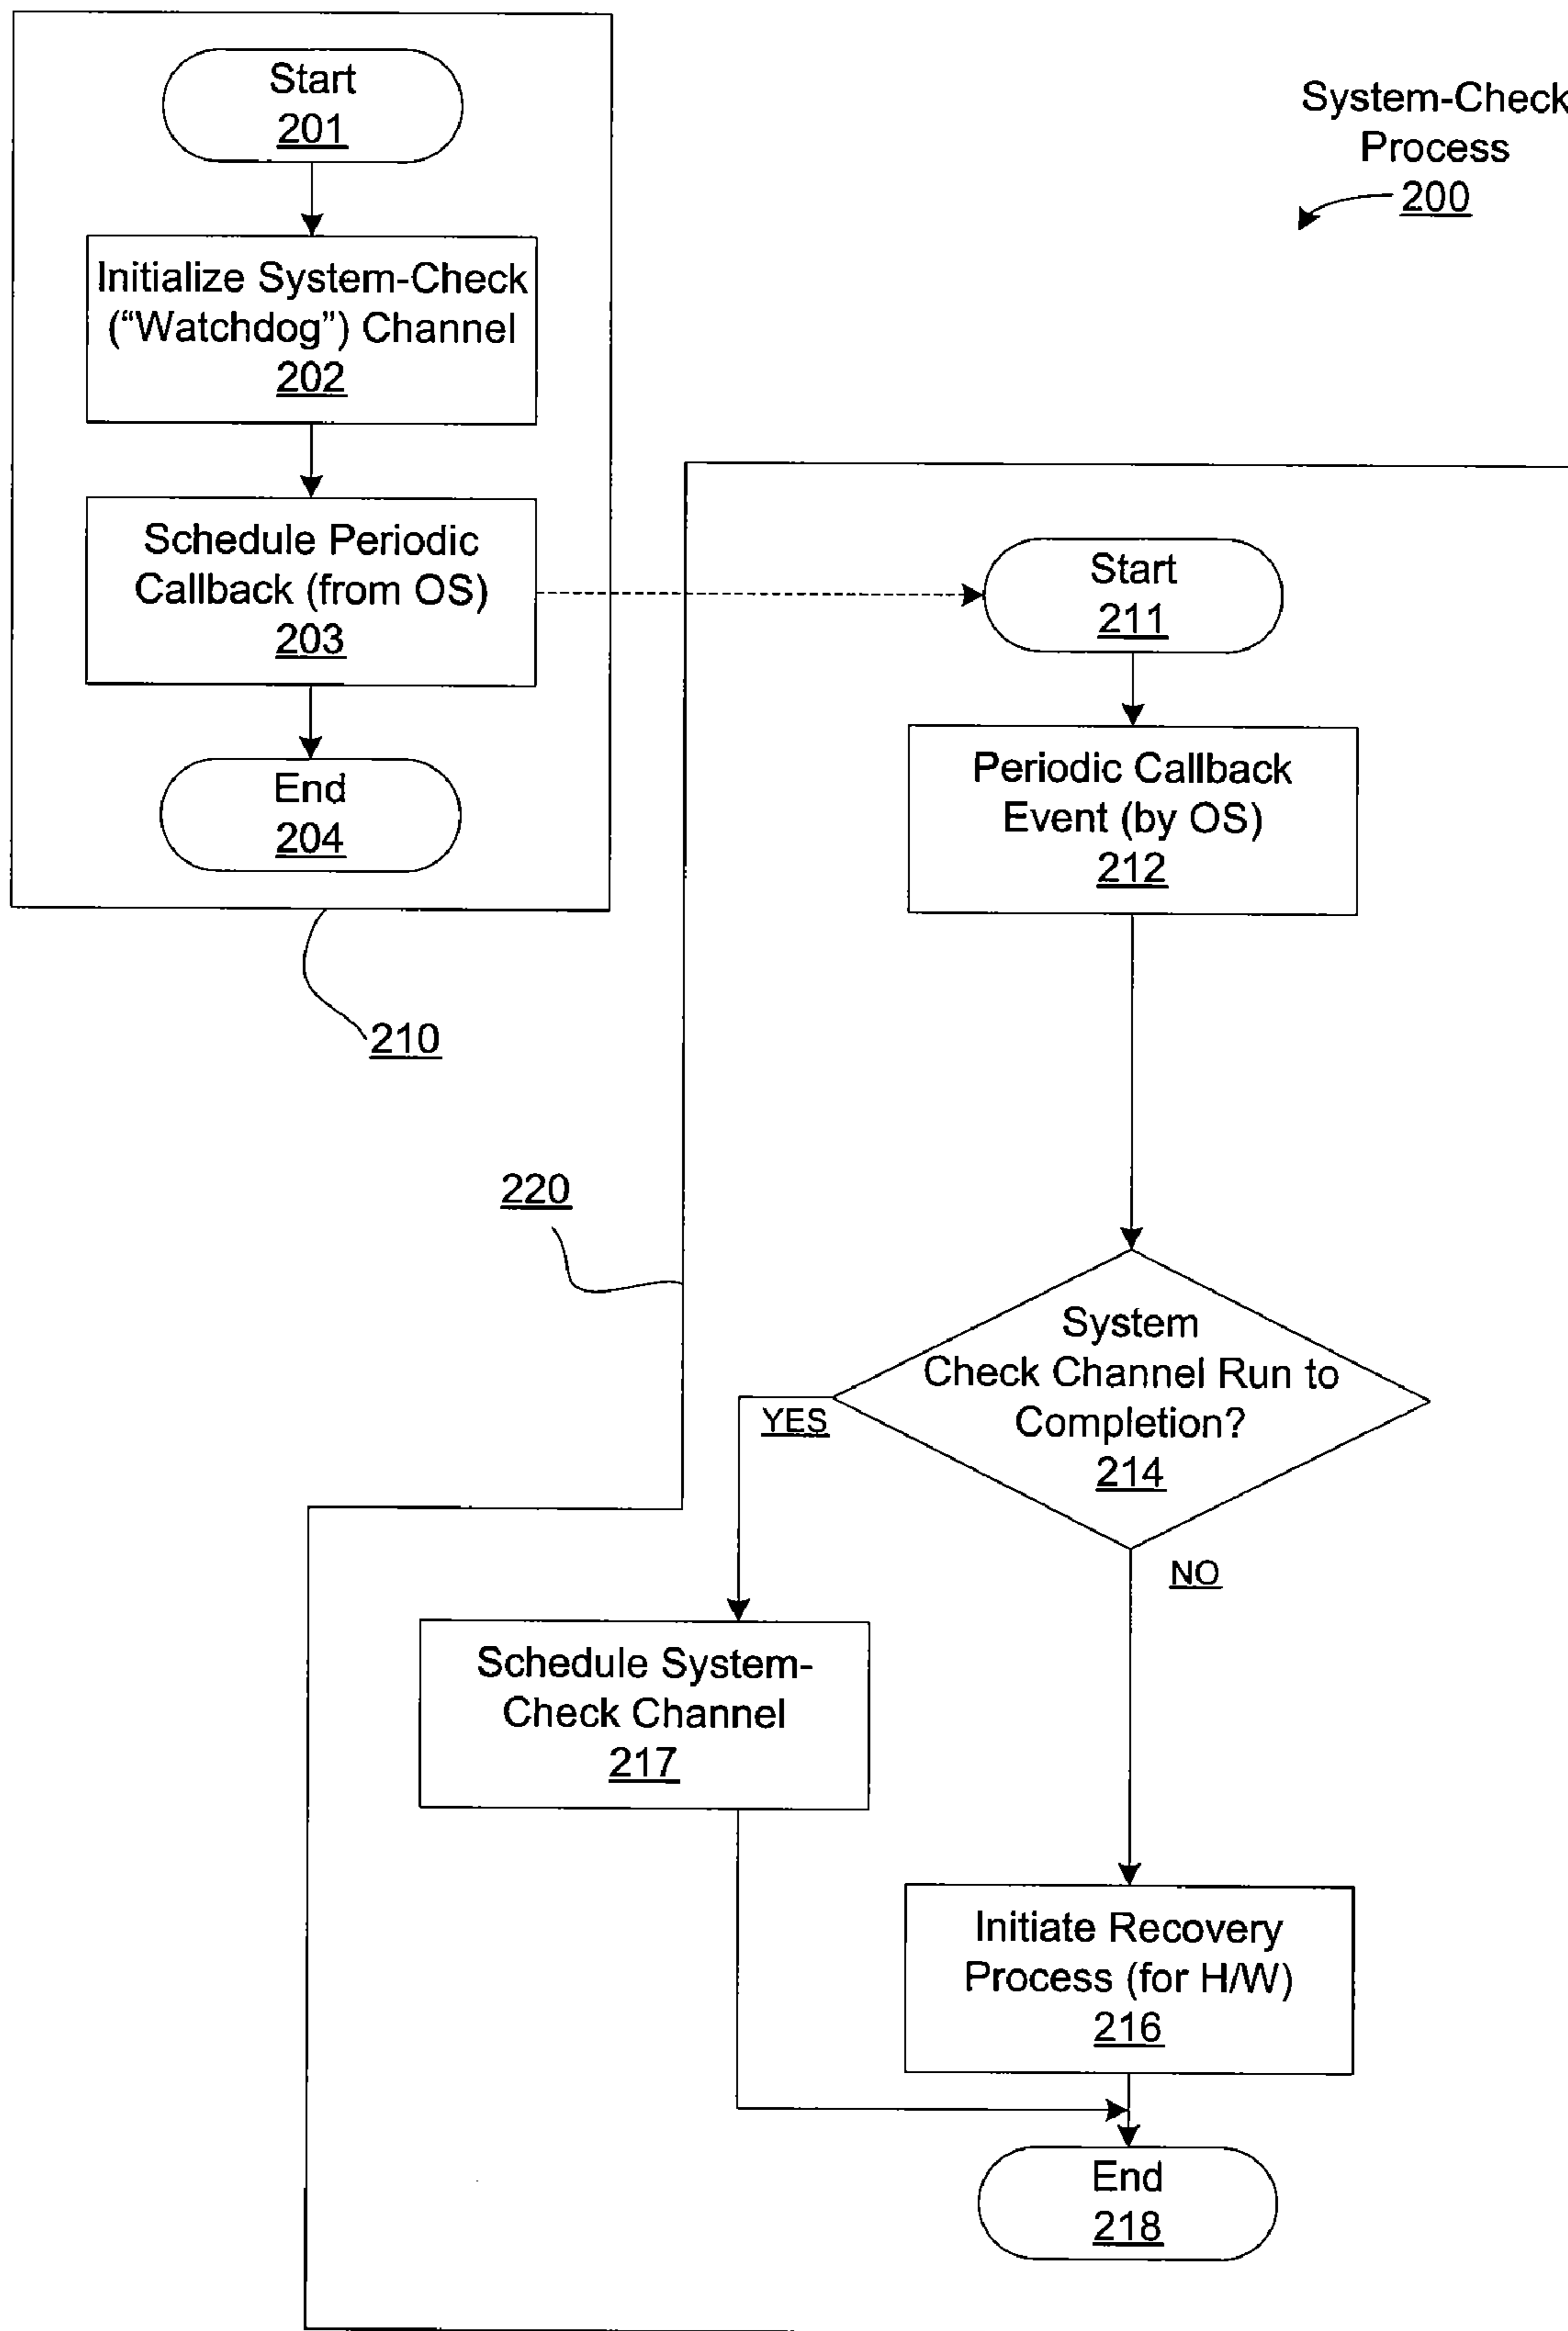 Start
201
System-Check
Process
200
Initialize System-Check
(“Watchdog”) Channel
202
Schedule Periodic
Callback (from OS)
203
Start
211
End
204
Periodic Callback
Event (by OS)
212
210
220
System
Check Channel Run to
Completion?
214
YES
NO
Schedule System-
Check Channel
217
Initiate Recovery
Process (for H/W)
216
End
218